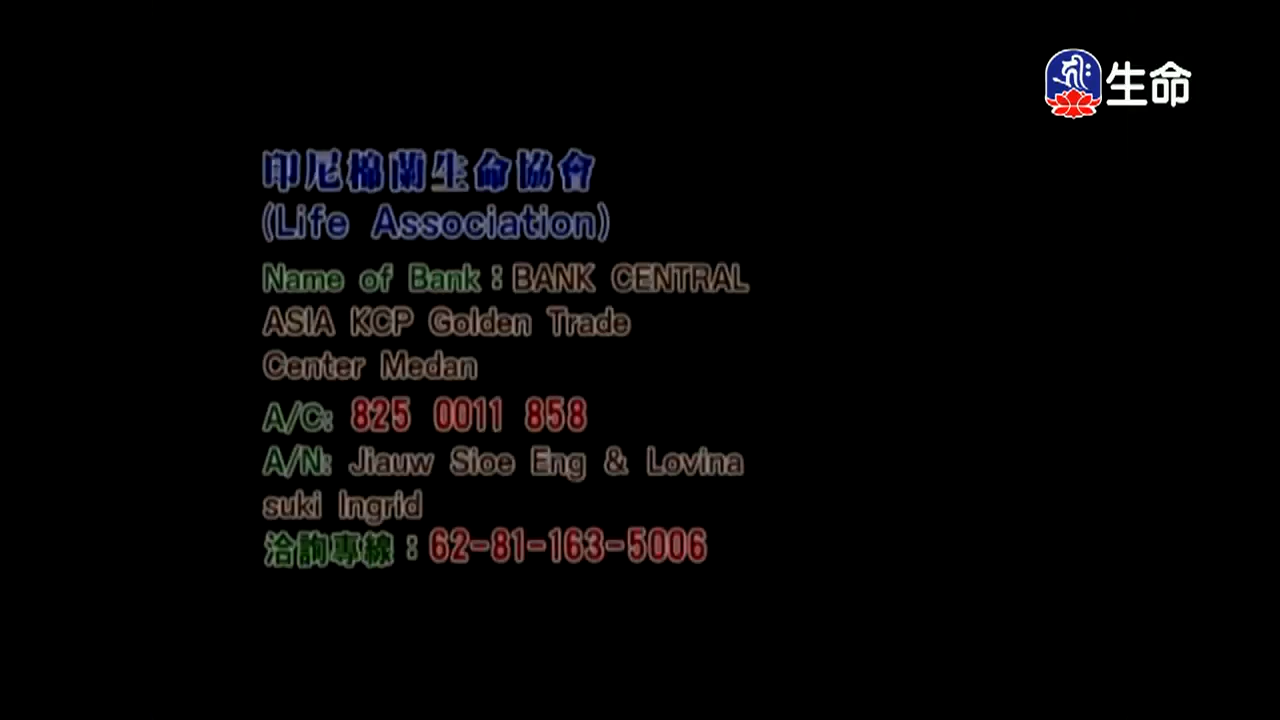 生命
印尼棉蘭生命協會
(Life Association)
Name of Bank：BANK CENTRAL
ASIA KCP Golden Trade
Center Medan
A/C: 825 0011 858
A/N: Jiauw Sioe Eng & Lovina
suki Ingrid
洽詢專線：62-81-163-5006